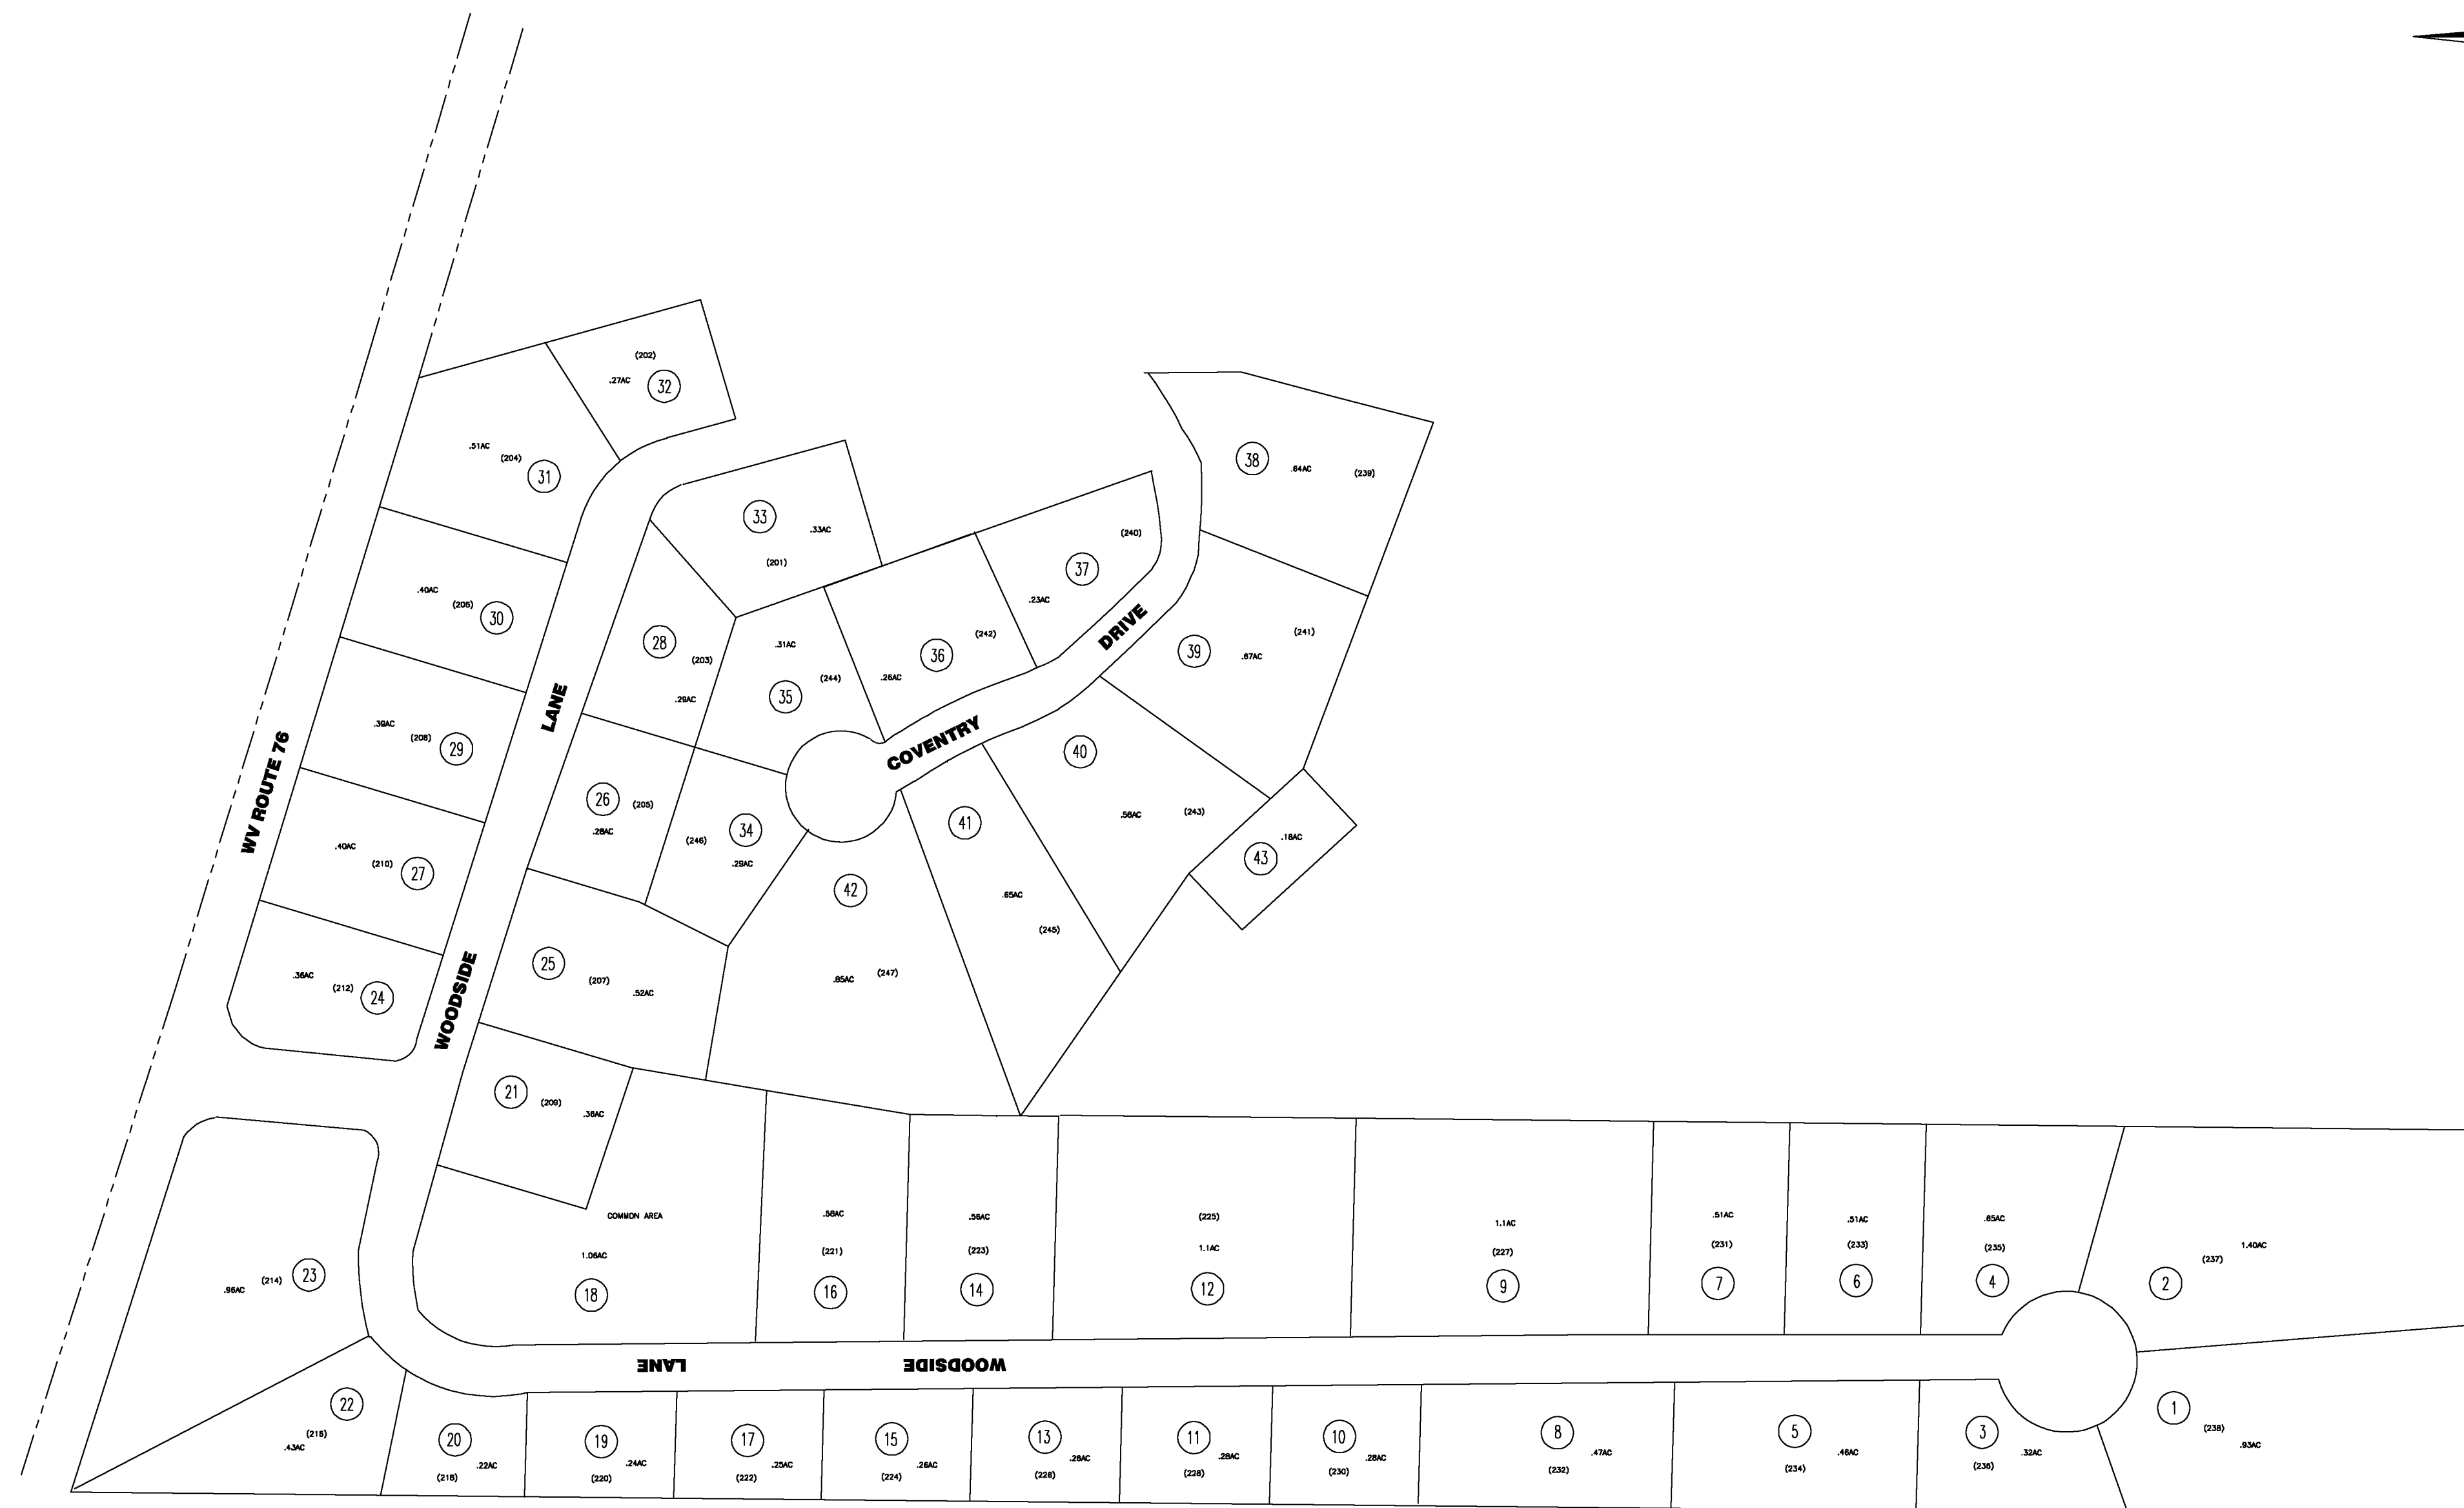 (202)
.27AC
32
.51AC
(204)
31
38
.64AC
(239)
33
.33AC
(201)
(240)
37
.23AC
.40AC
(206)
30
28
(203)
.29AC
.31AC
(244)
35
36
(242)
.26AC
DRIVE
39
(241)
.67AC
LANE
WV ROUTE 76
.39AC
(208)
29
COVENTRY
40
.56AC
(243)
26
(205)
.28AC
(246)
34
.29AC
41
.65AC
(245)
43
.18AC
.40AC
(210)
27
42
.85AC
(247)
25
(207)
.52AC
.36AC
(212)
24
WOODSIDE
21
(209)
.36AC
COMMON AREA
1.06AC
18
.58AC
(221)
16
.56AC
(223)
14
(225)
1.1AC
12
1.1AC
(227)
9
.51AC
(231)
7
.51AC
(233)
6
.65AC
(235)
4
1.40AC
(237)
2
.96AC
(214)
23
LANE
WOODSIDE
22
.43AC
20
.22AC
19
.24AC
(220)
17
.25AC
(222)
15
.26AC
(224)
13
11
(228)
10
(230)
8
.47AC
(232)
5
.46AC
(234)
3
.32AC
(236)
1
(238)
.93AC